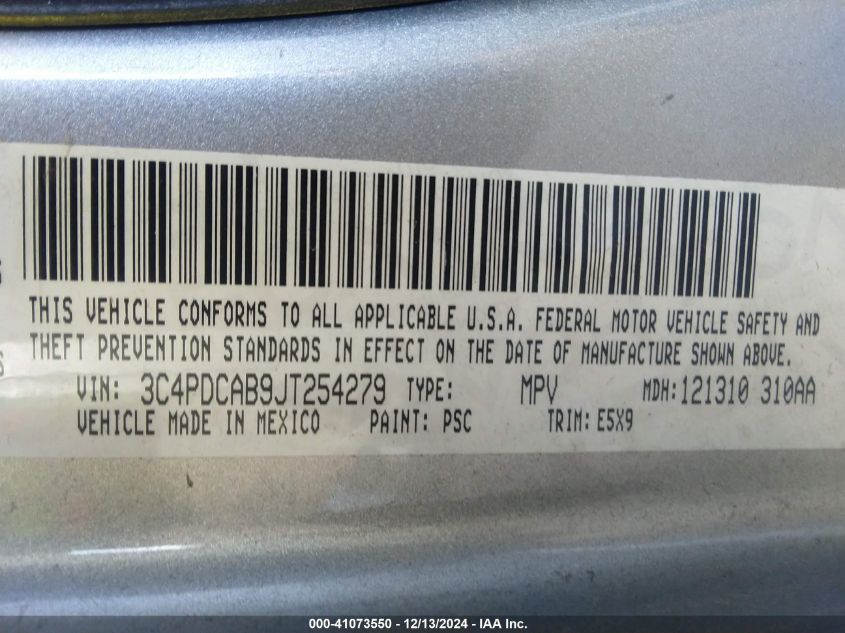 THIS VEHICLE CONFORMS TO ALL APPLICABLE U.S.A. FEDERAL MOTOR VEHICLE SAFETY AND
THEFT PREVENTION STANDARDS IN EFFECT ON THE DATE OF MANUFACTURE SHOWN ABOVE.
VIN: 3C4PDCAB9JT254279 TYPE: MPV MDH:121310 310AA
VEHICLE MADE IN MEXICO PAINT: PSC TRIM: E5X9
000-41073550 - 12/13/2024 - IAA Inc.